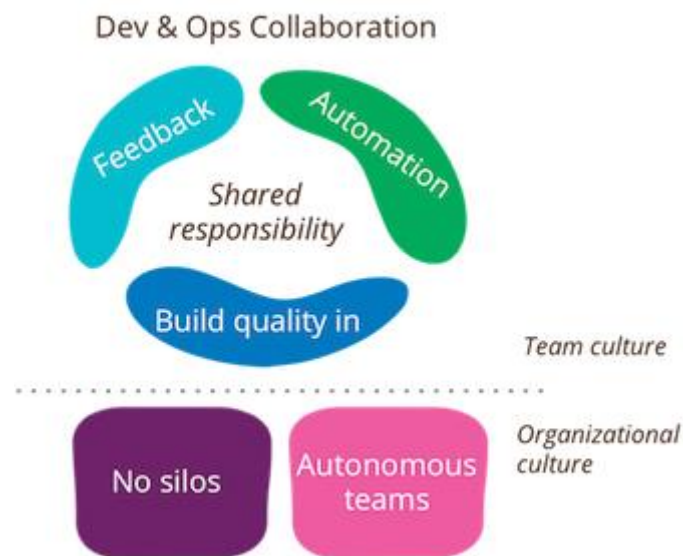 Dev & Ops Collaboration
Feedback
Automation
Shared
responsibility
Build quality in
Team culture
No silos
Autonomous
teams
Organizational
culture